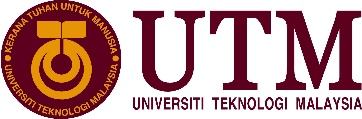 KERANA TUHAN UNTUK MANUSIA
UNIVERSITI TEKNOLOGI MALAYSIA
UTM
UNIVERSITI TEKNOLOGI MALAYSIA